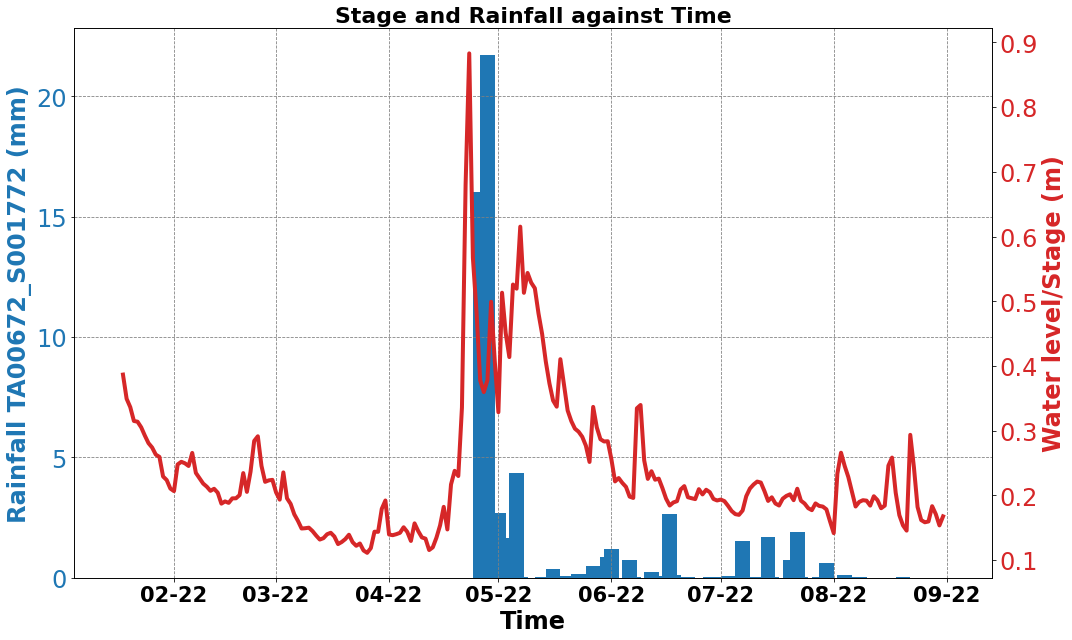 Stage and Rainfall against Time
Rainfall TA00672_S001772 (mm)
20
15
10
5
0
0.9
0.8
0.7
0.6
0.5
0.4
0.3
0.2
0.1
Water level/Stage (m)
02-22 03-22 04-22 05-22 06-22 07-22 08-22 09-22
Time